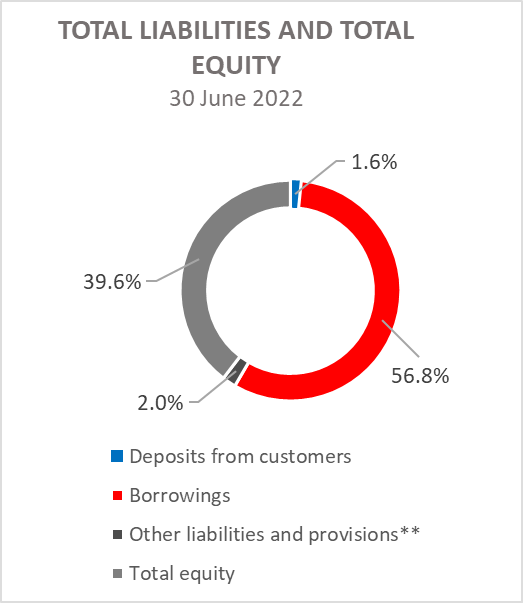 TOTAL LIABILITIES AND TOTAL
EQUITY
30 June 2022
1.6%
39.6%
56.8%
2.0%
Deposits from customers
Borrowings
Other liabilities and provisions**
Total equity